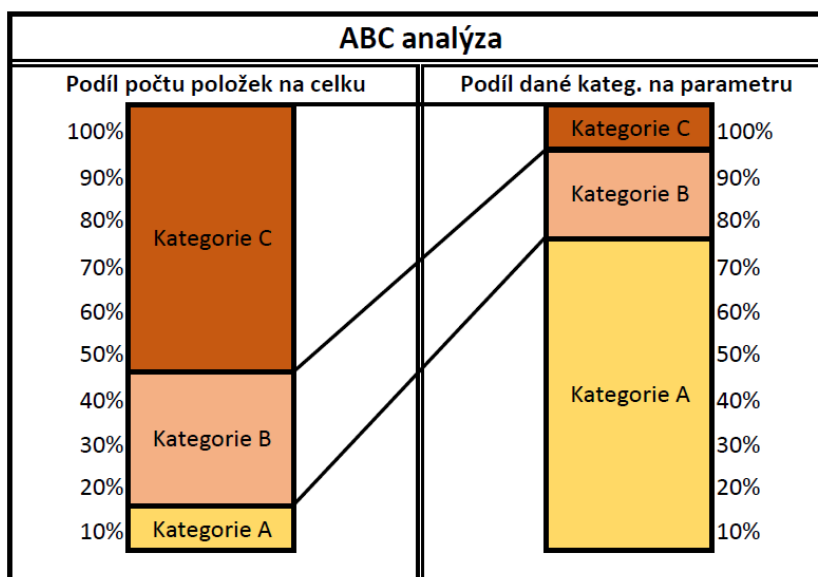 ABC analýza
Podíl počtu položek na celku
Podíl dané kateg. na parametru
100%
90%
80%
70%
60%
50%
40%
30%
20%
10%
Kategorie C
Kategorie B
Kategorie A
Kategorie C
Kategorie B
Kategorie A
100%
90%
80%
70%
60%
50%
40%
30%
20%
10%